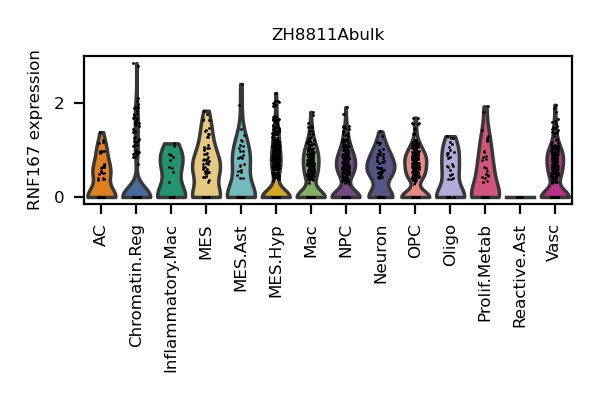 ZH8811Abulk
RNF167 expression
2
0
AC
Chromatin.Reg
Inflammatory.Mac
MES
MES.Ast
MES.Hyp
Mac
NPC
Neuron
OPC
Oligo
Prolif.Metab
Reactive.Ast
Vasc